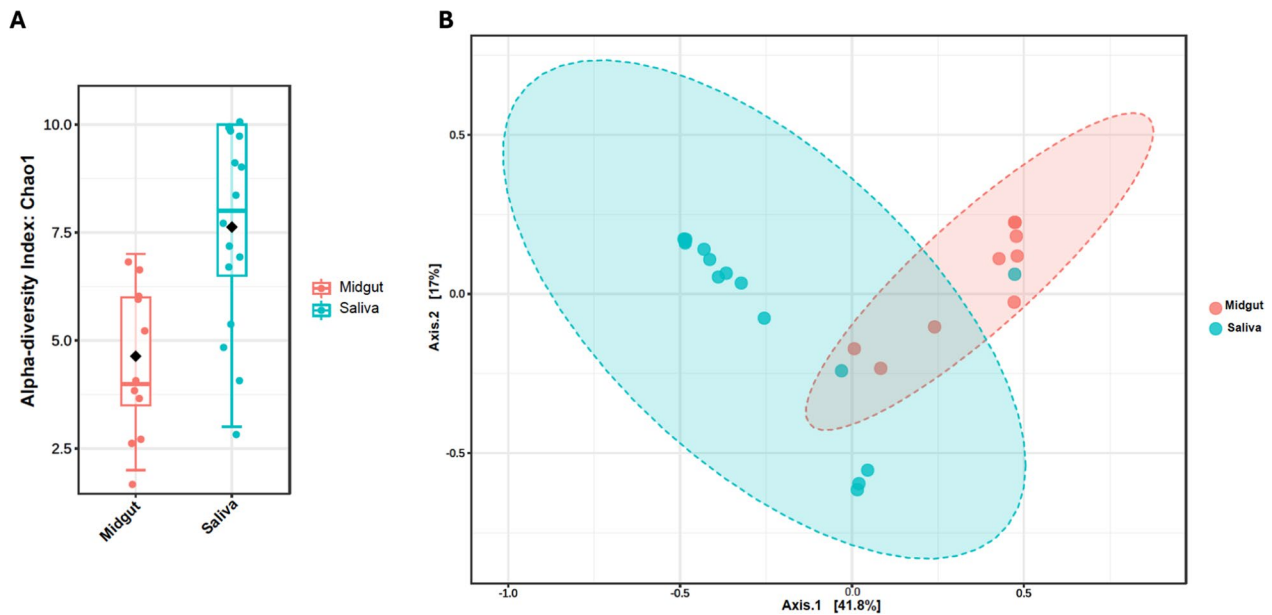 A
Alpha-diversity Index: Chao1
10.0
7.5
5.0
2.5
Midgut
Saliva
Midgut
Saliva
B
Axis.2 [17%]
0.5
0.0
-0.5
-1.0
-0.5
0.0
0.5
Axis.1 [41.8%]
Midgut
Saliva